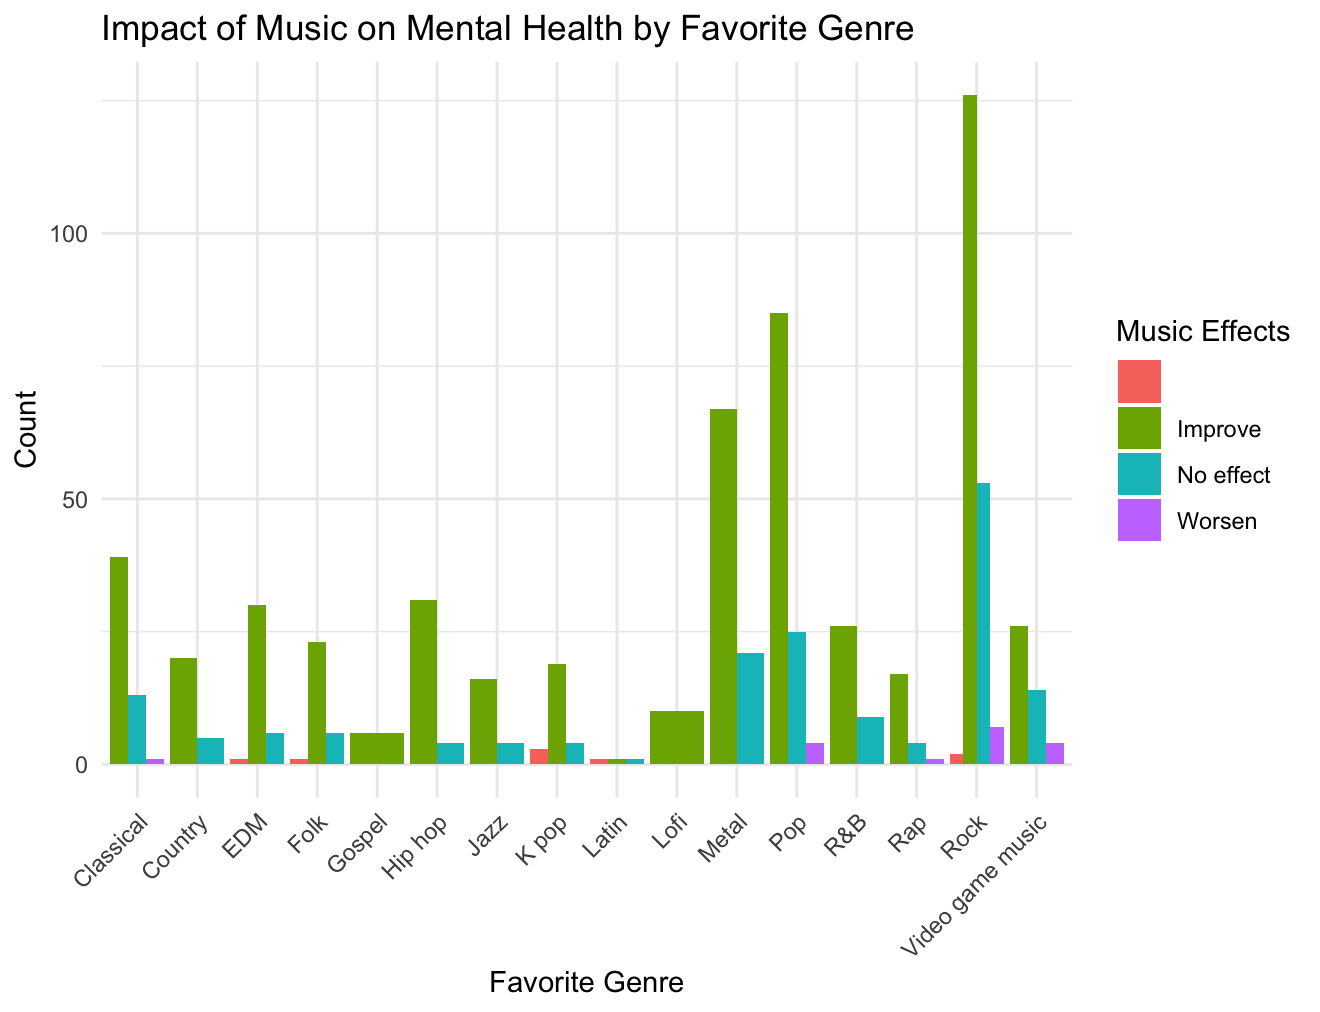 Impact of Music on Mental Health by Favorite Genre
100
50
0
Count
Classical
Country
EDM
Folk
Gospel
Hip hop
Jazz
K pop
Latin
Lofi
Metal
Pop
R&B
Rap
Rock
Video game music
Favorite Genre
Music Effects
Improve
No effect
Worsen